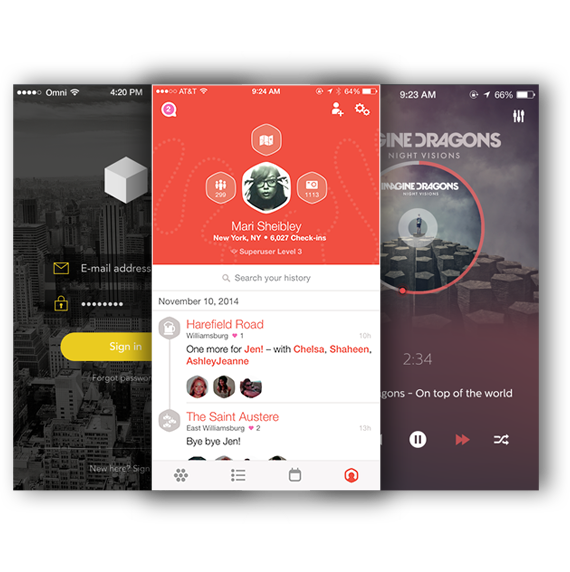 Omni
4:20 PM
E-mail address
Sign in
Forgot passwor
New here? Sign
AT&T
9:24 AM
64%
2
299
1113
Mari Sheibley
New York, NY • 6,027 Check-ins
Superuser Level 3
Search your history
November 10, 2014
Harefield Road
Williamsburg ♥ 1
10h
One more for Jen! – with Chelsa, Shaheen,
AshleyJeanne
The Saint Austere
East Williamsburg ♥ 2
12h
Bye bye Jen!
9:23 AM
66%
GINE DRAGONS
NIGHT VISIONS
IMAGINE DRAGONS
NIGHT VISIONS
2:34
agons - On top of the world